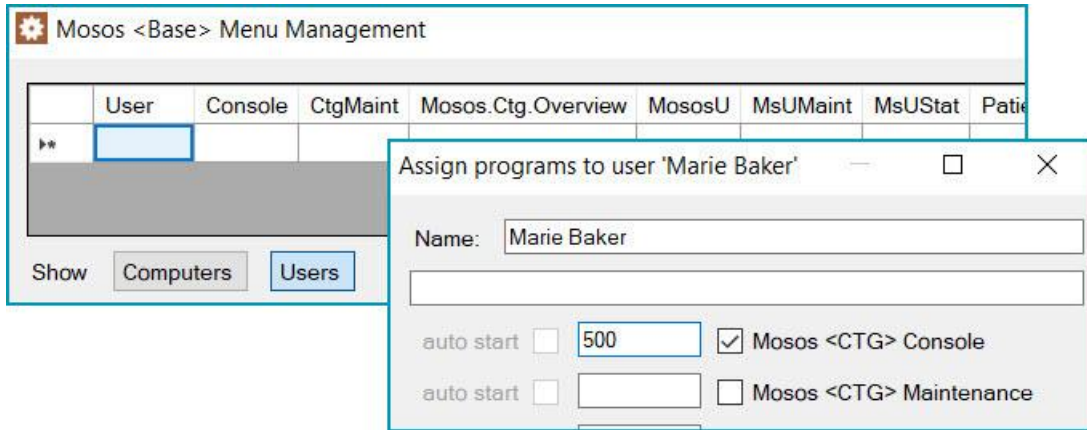 Mosos <Base> Menu Management
User Console CtgMaint Mosos.Ctg.Overview MososU MsUMaint MsUStat Patie
Assign programs to user 'Marie Baker'
Name: Marie Baker
Show Computers Users
auto start 500 Mosos <CTG> Console
auto start Mosos <CTG> Maintenance